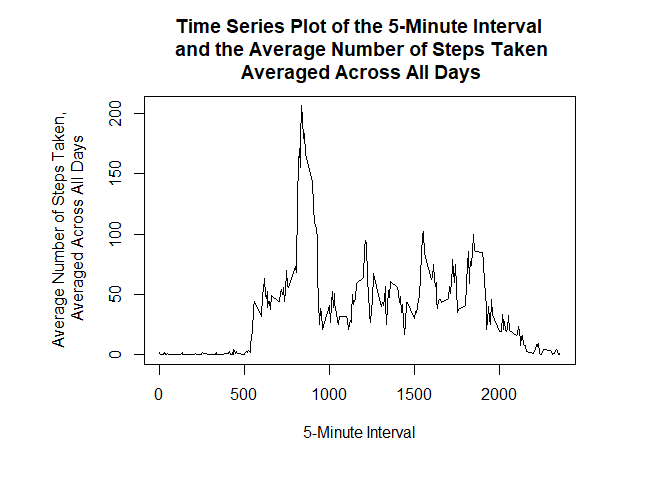 Time Series Plot of the 5-Minute Interval
and the Average Number of Steps Taken
Averaged Across All Days
Average Number of Steps Taken,
Averaged Across All Days
200
150
100
50
0
0 500 1000 1500 2000
5-Minute Interval